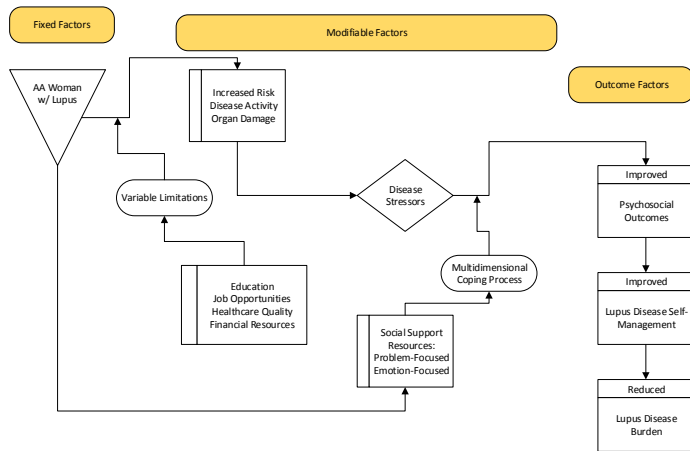 Fixed Factors
Modifiable Factors
Outcome Factors
AA Woman
w/ Lupus
Increased Risk
Disease Activity
Organ Damage
Variable Limitations
Education
Job Opportunities
Healthcare Quality
Financial Resources
Disease
Stressors
Multidimensional
Coping Process
Social Support
Resources:
Problem-Focused
Emotion-Focused
Improved
Psychosocial
Outcomes
Improved
Lupus Disease Self-
Management
Reduced
Lupus Disease
Burden